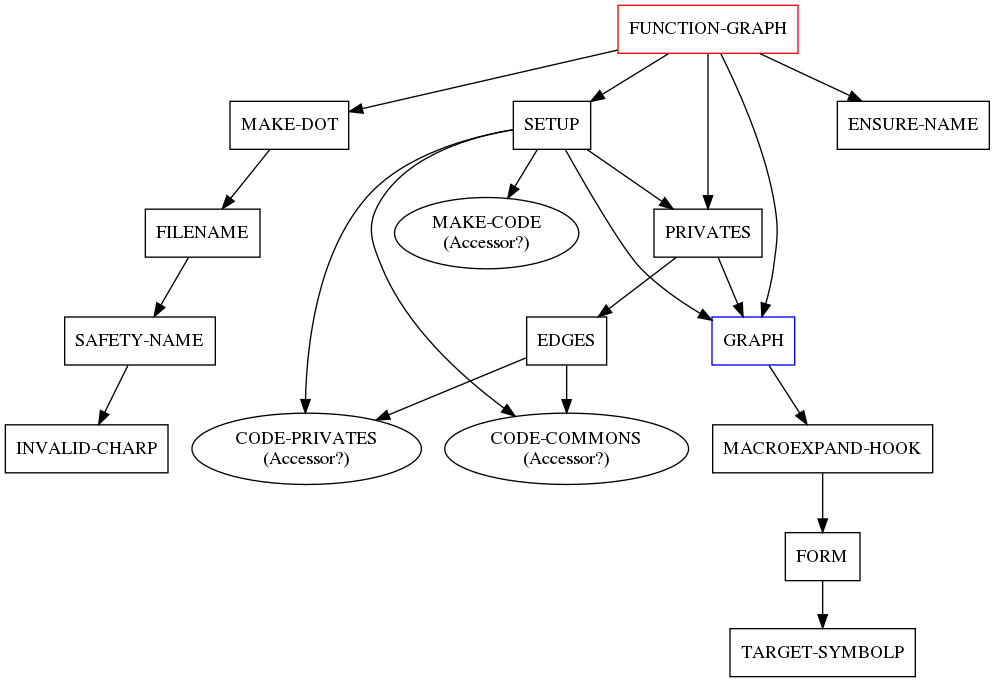 FUNCTION-GRAPH
MAKE-DOT
SETUP
ENSURE-NAME
FILENAME
MAKE-CODE
(Accessor?)
PRIVATES
SAFETY-NAME
EDGES
GRAPH
INVALID-CHARP
CODE-PRIVATES
(Accessor?)
CODE-COMMONS
(Accessor?)
MACROEXPAND-HOOK
FORM
TARGET-SYMBOLP